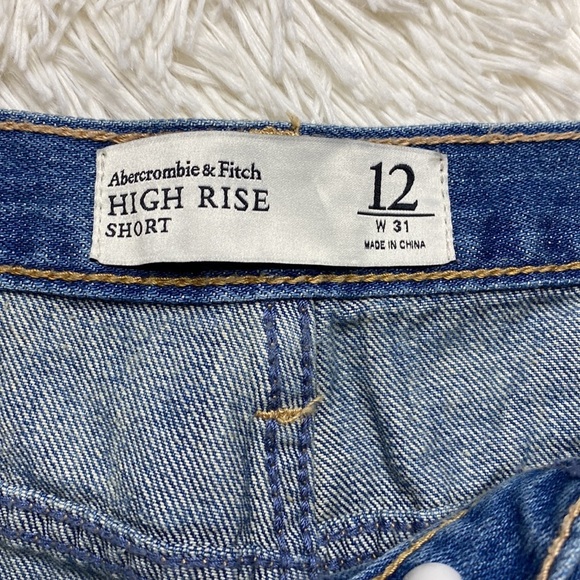 Abercrombie & Fitch
HIGH RISE
SHORT
12
W 31
MADE IN CHINA